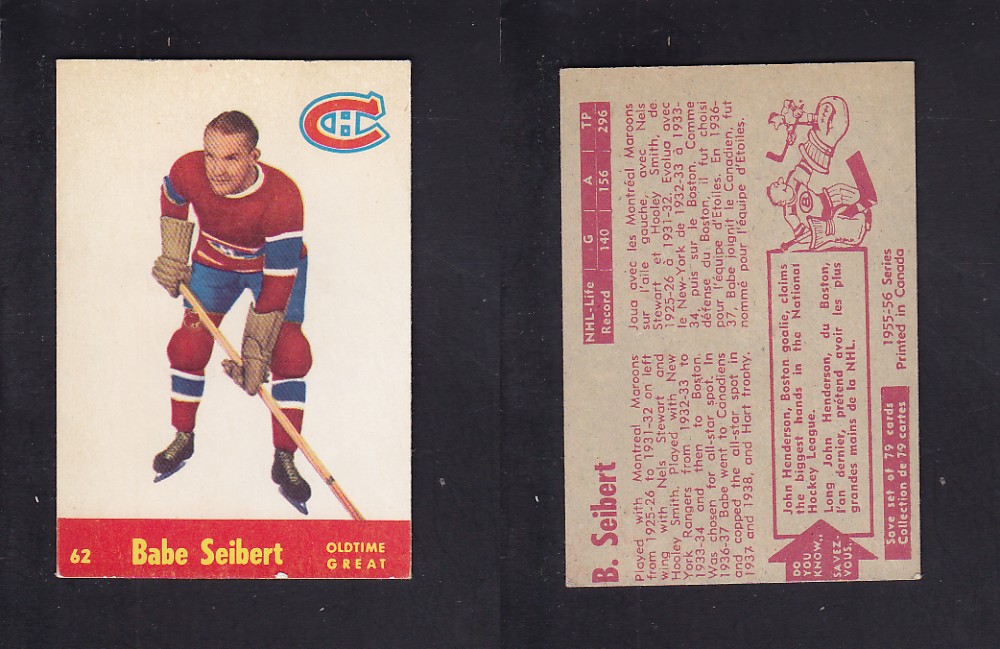 62
Babe Seibert
OLDTIME
GREAT
B. Seibert
NHL-Life G A TP
Record 140 156 296
Played with Montreal Maroons
from 1925-26 to 1931-32 on left
wing with Nels Stewart and
Hooley Smith. Played with New
York Rangers from 1932-33 to
1933-34 and then to Boston.
Was chosen for all-star spot. In
1936-37 Babe went to Canadiens
and copped the all-star spot in
1937 and 1938, and Hart trophy.
Joua avec les Montréal Maroons
sur l'aile gauche, avec Nels
Stewart et Hooley Smith, de
1925-26 à 1931-32. Evolua avec
le New-York de 1932-33 à 1933-
34, puis sur le Boston. Comme
défense du Boston, il fut choisi
pour l'équipe d'Etoiles. En 1936-
37, Babe joignit le Canadien, fut
nommé pour l'équipe d'Etoiles.
DO
YOU
KNOW..
SAVEZ-
VOUS.
John Henderson, Boston goalie, claims
the biggest hands in the National
Hockey League.
Long John Henderson, du Boston,
l'an dernier, prétend avoir les plus
grandes mains de la NHL.
B
Save set of 79 cards
Collection de 79 cartes
1955-56 Series
Printed in Canada